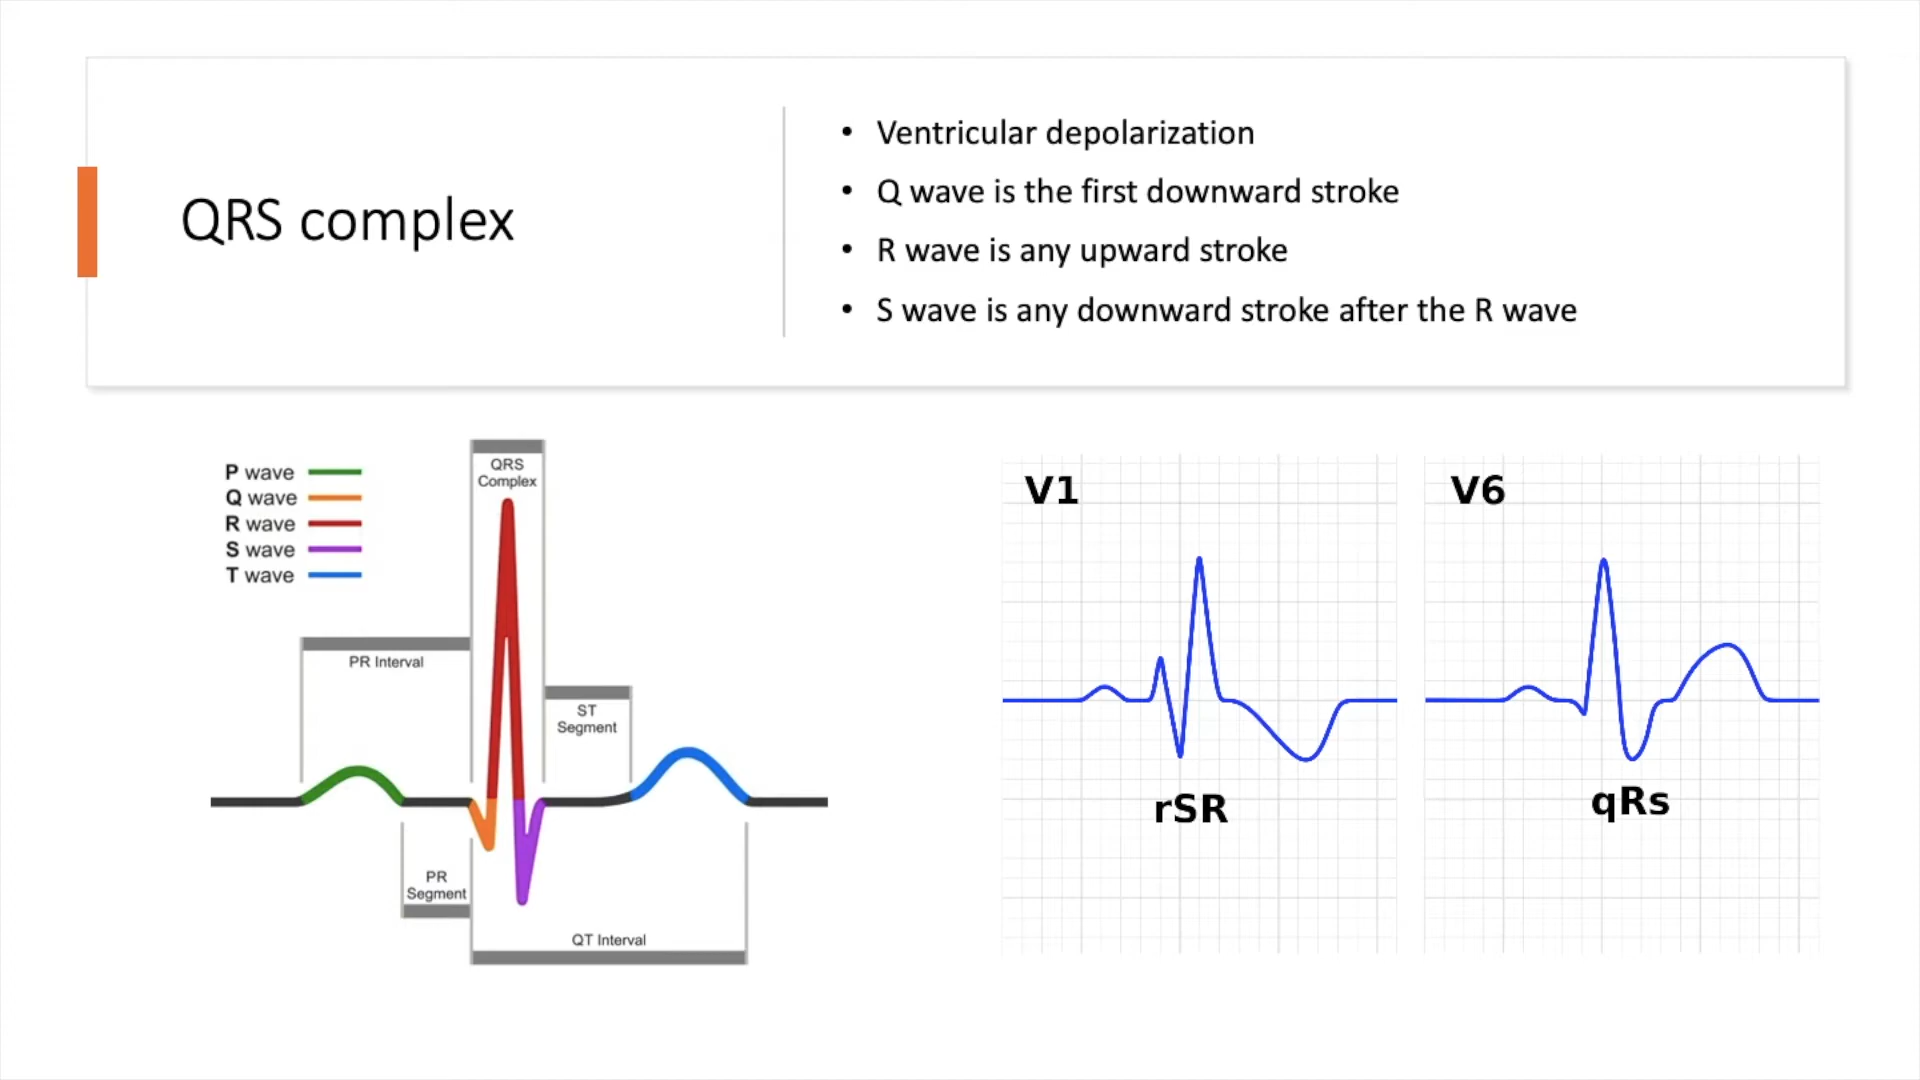 QRS complex
• Ventricular depolarization
• Q wave is the first downward stroke
• R wave is any upward stroke
• S wave is any downward stroke after the R wave
P wave
Q wave
R wave
S wave
T wave
QRS
Complex
PR Interval
ST
Segment
PR
Segment
QT Interval
V1
rSR
V6
qRs